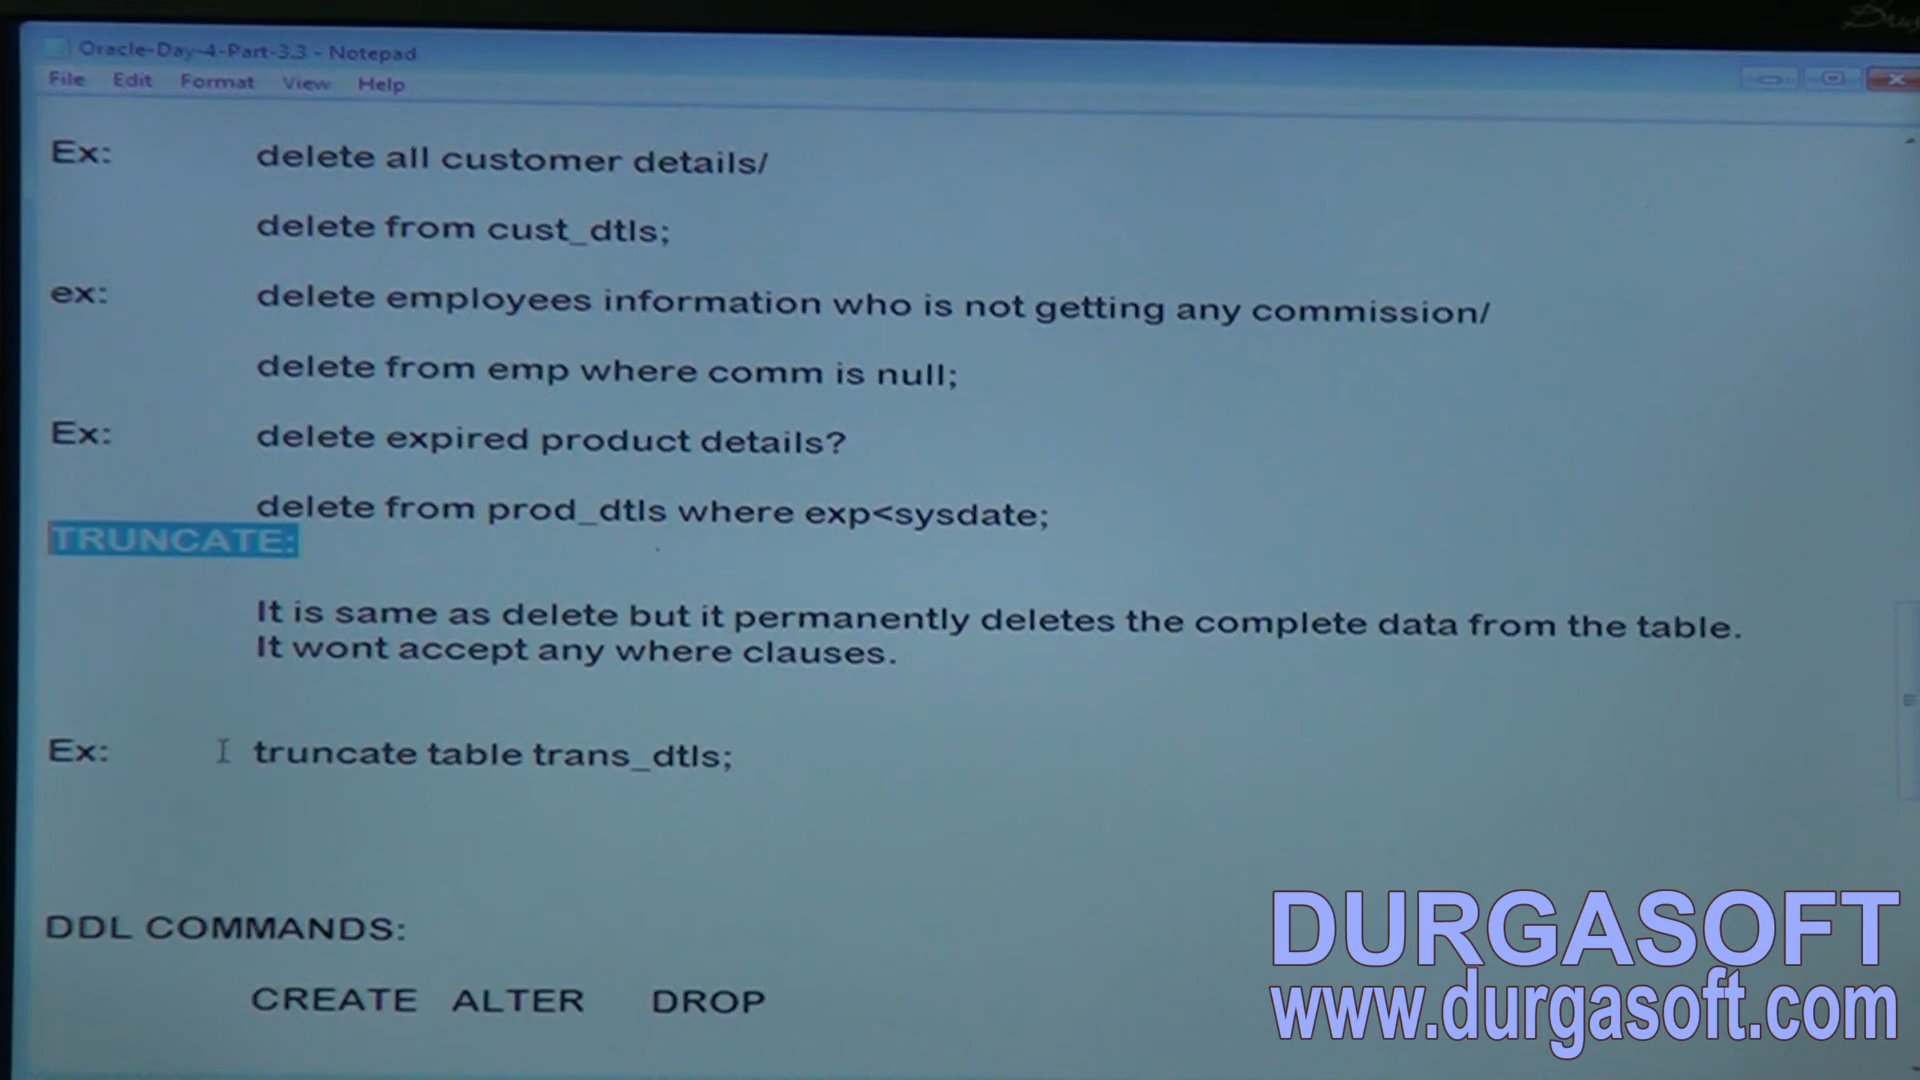 Oracle-Day-4-Part-3.3 - Notepad
File Edit Format View Help
Ex: delete all customer details/
delete from cust_dtls;
ex: delete employees information who is not getting any commission/
delete from emp where comm is null;
Ex: delete expired product details?
delete from prod_dtls where exp<sysdate;
TRUNCATE:
It is same as delete but it permanently deletes the complete data from the table.
It wont accept any where clauses.
Ex: truncate table trans_dtls;
DDL COMMANDS:
CREATE ALTER DROP
DURGASOFT
www.durgasoft.com